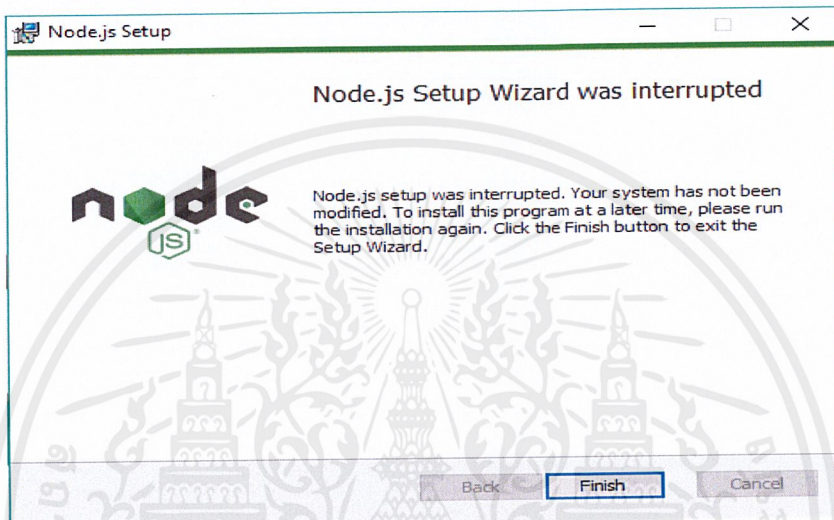 Node.js Setup
Node.js Setup Wizard was interrupted
node
JS
Node.js setup was interrupted. Your system has not been
modified. To install this program at a later time, please run
the installation again. Click the Finish button to exit the
Setup Wizard.
Back
Finish
Cancel